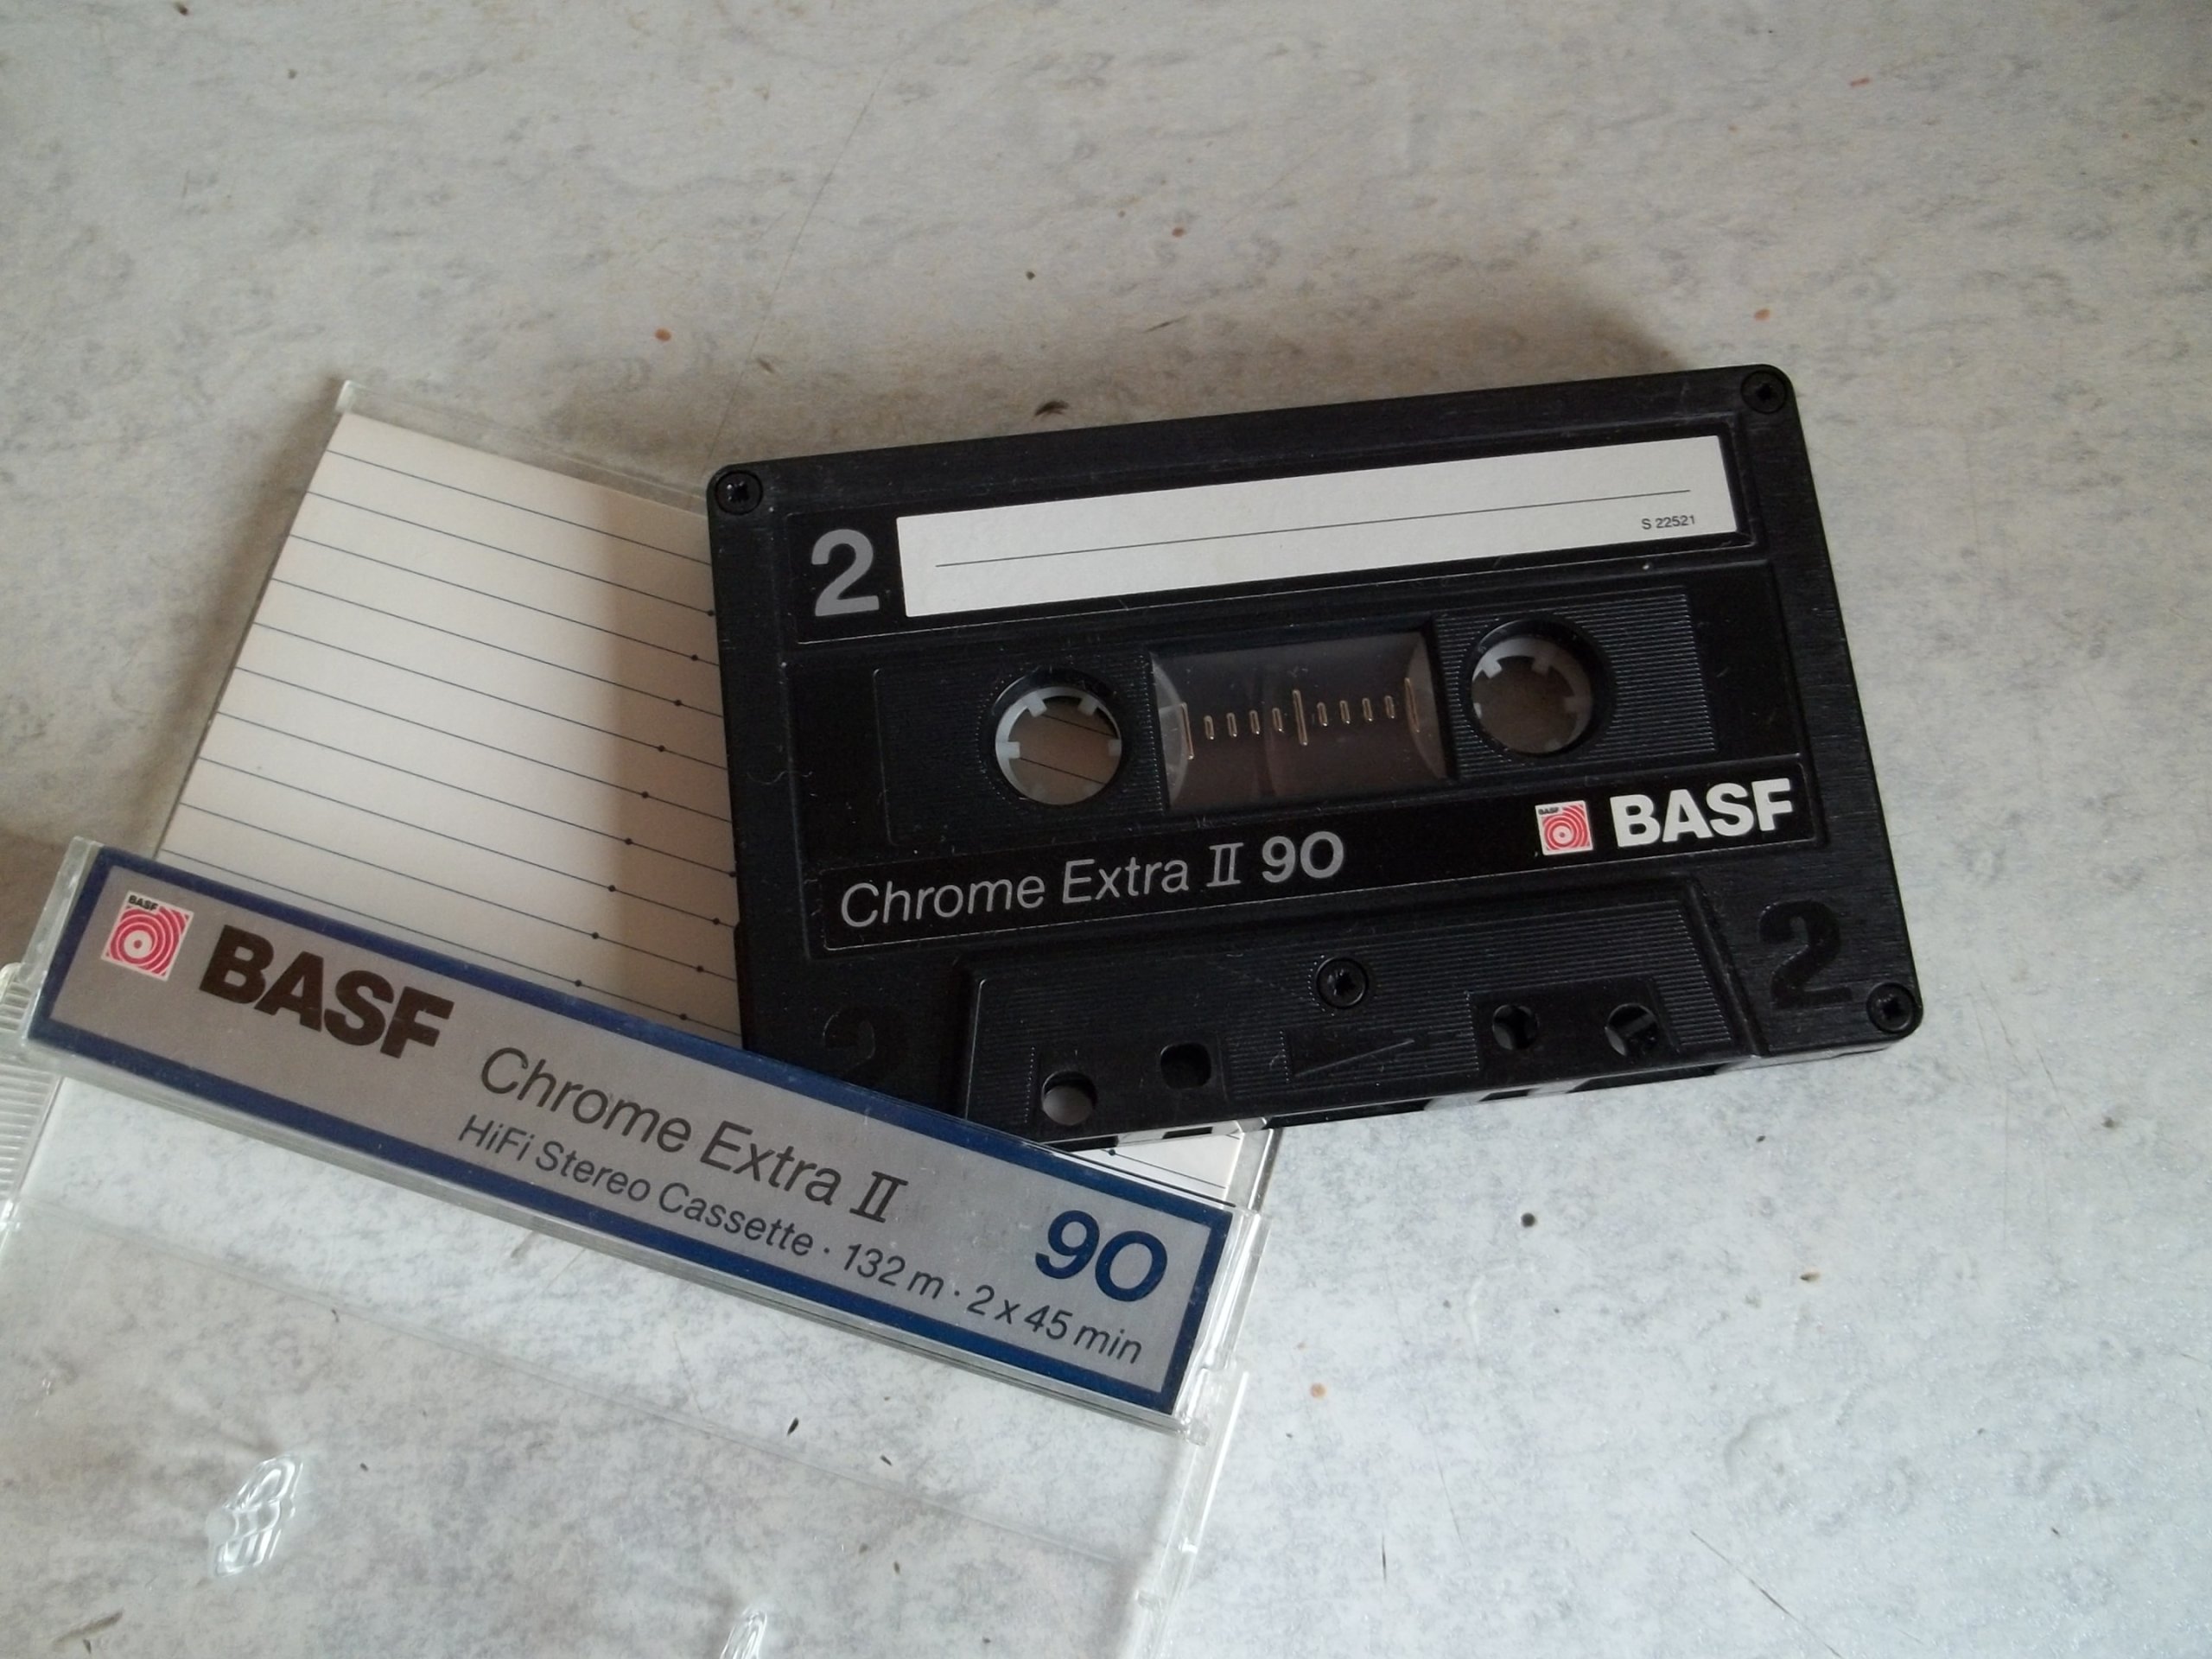 2
S 22521
Chrome Extra II 90
BASF
BASF
2
2
BASF
BASF
Chrome Extra II
HiFi Stereo Cassette · 132 m · 2 x 45 min
90